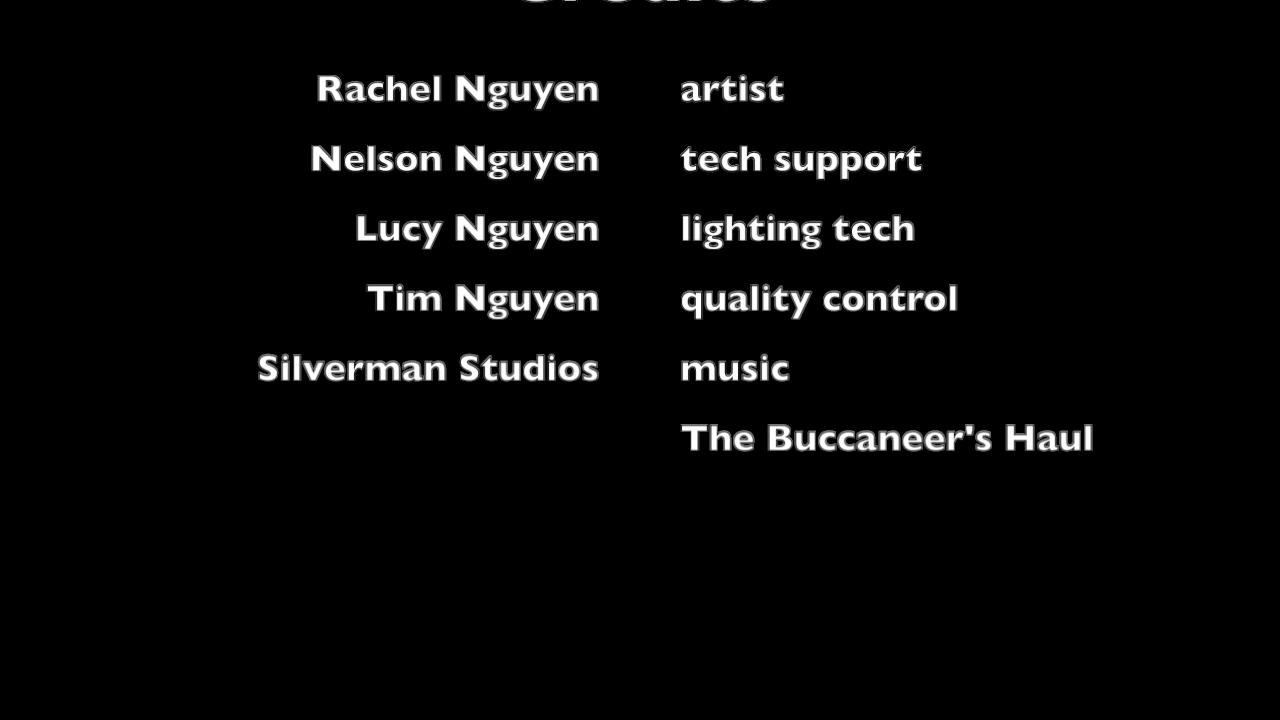 Rachel Nguyen artist
Nelson Nguyen tech support
Lucy Nguyen lighting tech
Tim Nguyen quality control
Silverman Studios music
The Buccaneer's Haul